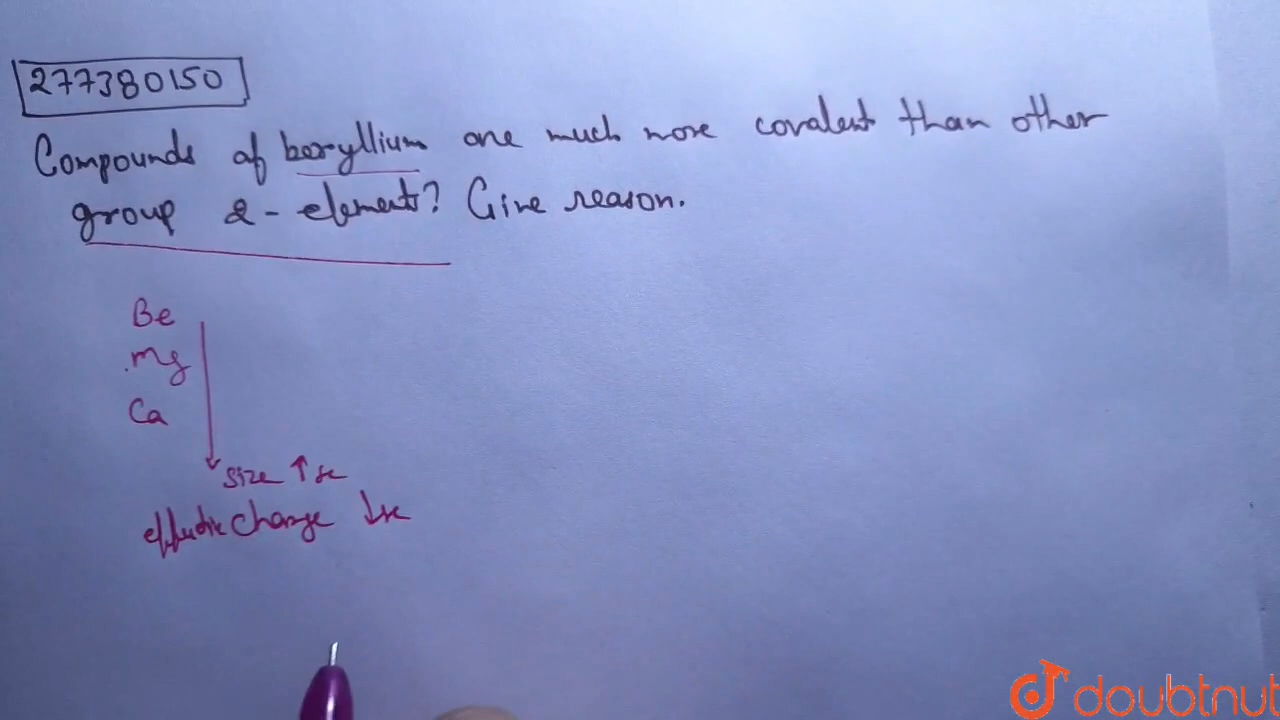 277380150
Compounds of beryllium are much more covalent than other
group 2 - elements? Give reason.
Be
Mg
Ca
size ↑se
effective charge ↓se
doubtnut